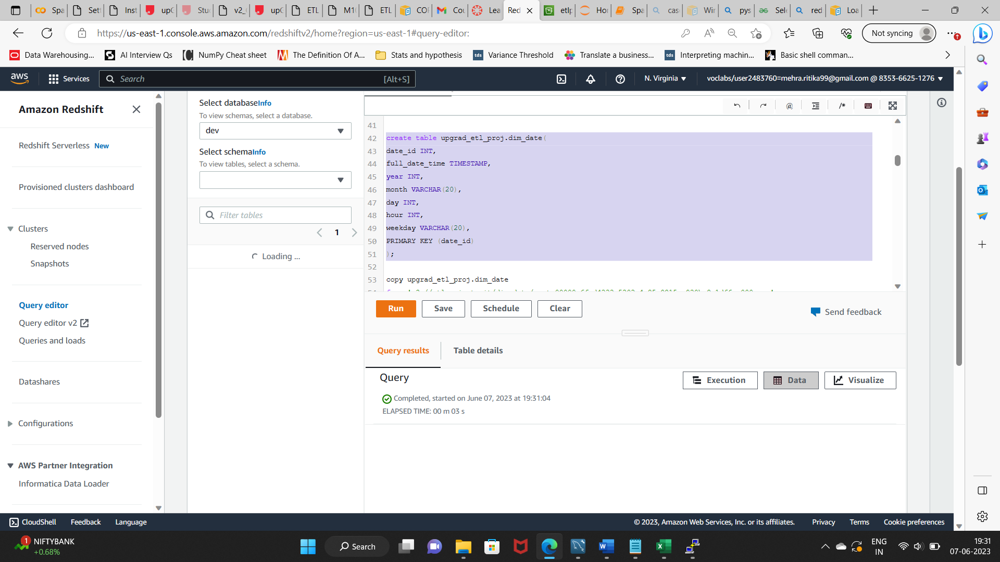 Spa
Sett
Inst
upG
Stud
v2_
upG
ETL
M1
ETL
COI
Cou
Lea
Red
etlp
Hor
Spa
cas
Wir
pys
Sel
red
Loa
https://us-east-1.console.aws.amazon.com/redshiftv2/home?region=us-east-1#query-editor:
Not syncing
Data Warehousing...
AI Interview Qs
NumPy Cheat sheet
The Definition Of A...
Stats and hypothesis
tds Variance Threshold
Translate a business...
tds Interpreting machin...
Basic shell comman...
aws
Services
Search
[Alt+S]
N. Virginia
voclabs/user2483760=mehra.ritika99@gmail.com @ 8353-6625-1276
Amazon Redshift
Redshift Serverless New
Provisioned clusters dashboard
Clusters
Reserved nodes
Snapshots
Query editor
Query editor v2
Queries and loads
Datashares
Configurations
AWS Partner Integration
Informatica Data Loader
Select databaseInfo
To view schemas, select a database.
dev
Select schemaInfo
To view tables, select a schema.
Filter tables
1
Loading ...
@
/*
41
42 create table upgrad_etl_proj.dim_date(
43 date_id INT,
44 full_date_time TIMESTAMP,
45 year INT,
46 month VARCHAR(20),
47 day INT,
48 hour INT,
49 weekday VARCHAR(20),
50 PRIMARY KEY (date_id)
51 );
52
53 copy upgrad_etl_proj.dim_date
Run
Save
Schedule
Clear
Send feedback
Query results
Table details
Query
Execution
Data
Visualize
Completed, started on June 07, 2023 at 19:31:04
ELAPSED TIME: 00 m 03 s
CloudShell
Feedback
Language
© 2023, Amazon Web Services, Inc. or its affiliates.
Privacy
Terms
Cookie preferences
1
NIFTYBANK
+0.68%
Search
ENG
IN
19:31
07-06-2023